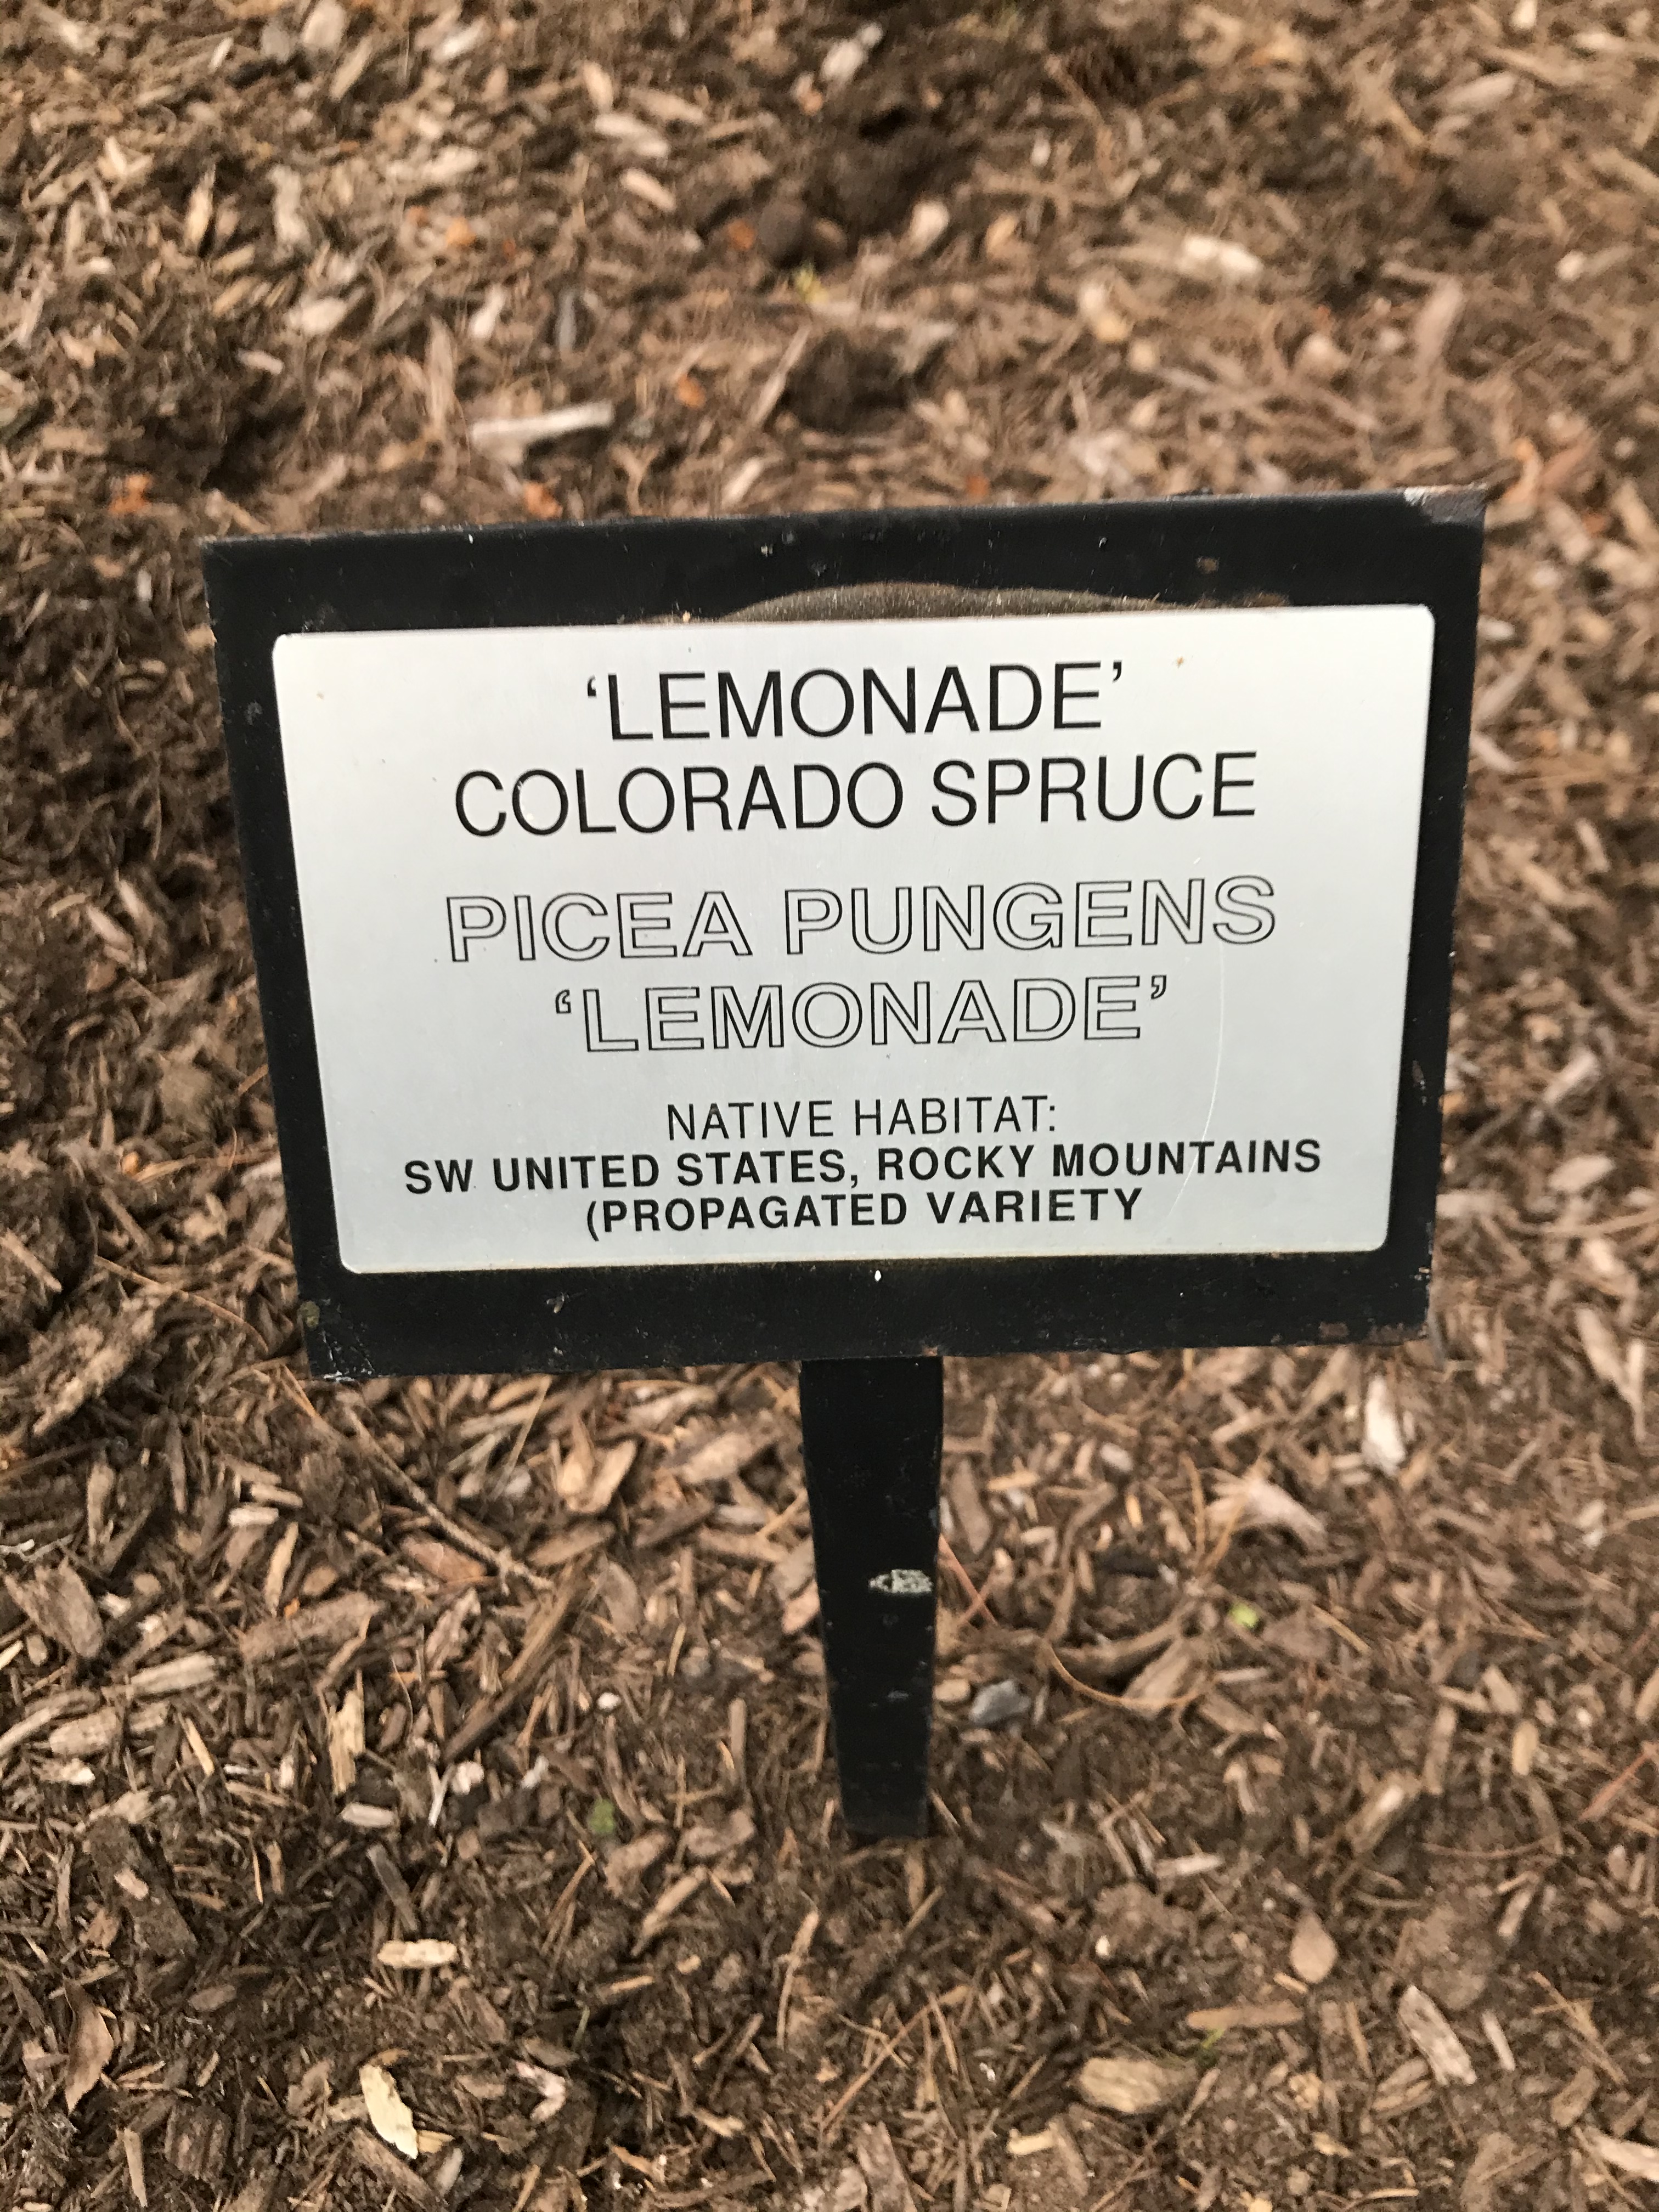 ‘LEMONADE’
COLORADO SPRUCE
PICEA PUNGENS
‘LEMONADE’
NATIVE HABITAT:
SW UNITED STATES, ROCKY MOUNTAINS
(PROPAGATED VARIETY